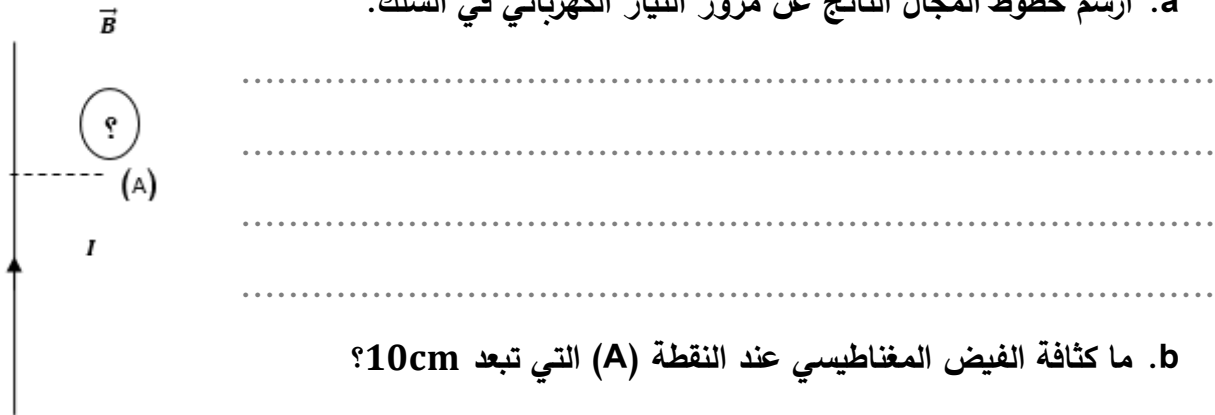 a. ارسم خطوط المجال الناتج عن مرور التيار الكهربائي في السلك.
B
؟
(A)
I
b. ما كثافة الفيض المغناطيسي عند النقطة (A) التي تبعد 10cm؟